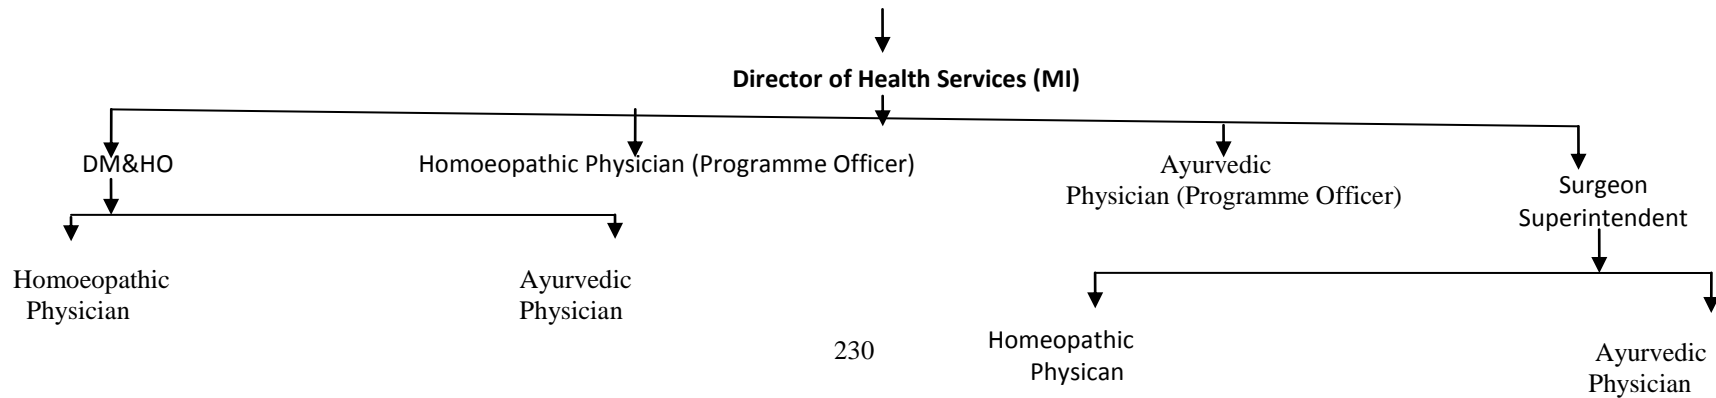 Director of Health Services (MI)
DM&HO
Homoeopathic Physician (Programme Officer)
Ayurvedic
Physician (Programme Officer)
Surgeon
Superintendent
Homoeopathic
Physician
Ayurvedic
Physician
Homeopathic
Physican
Ayurvedic
Physician
230